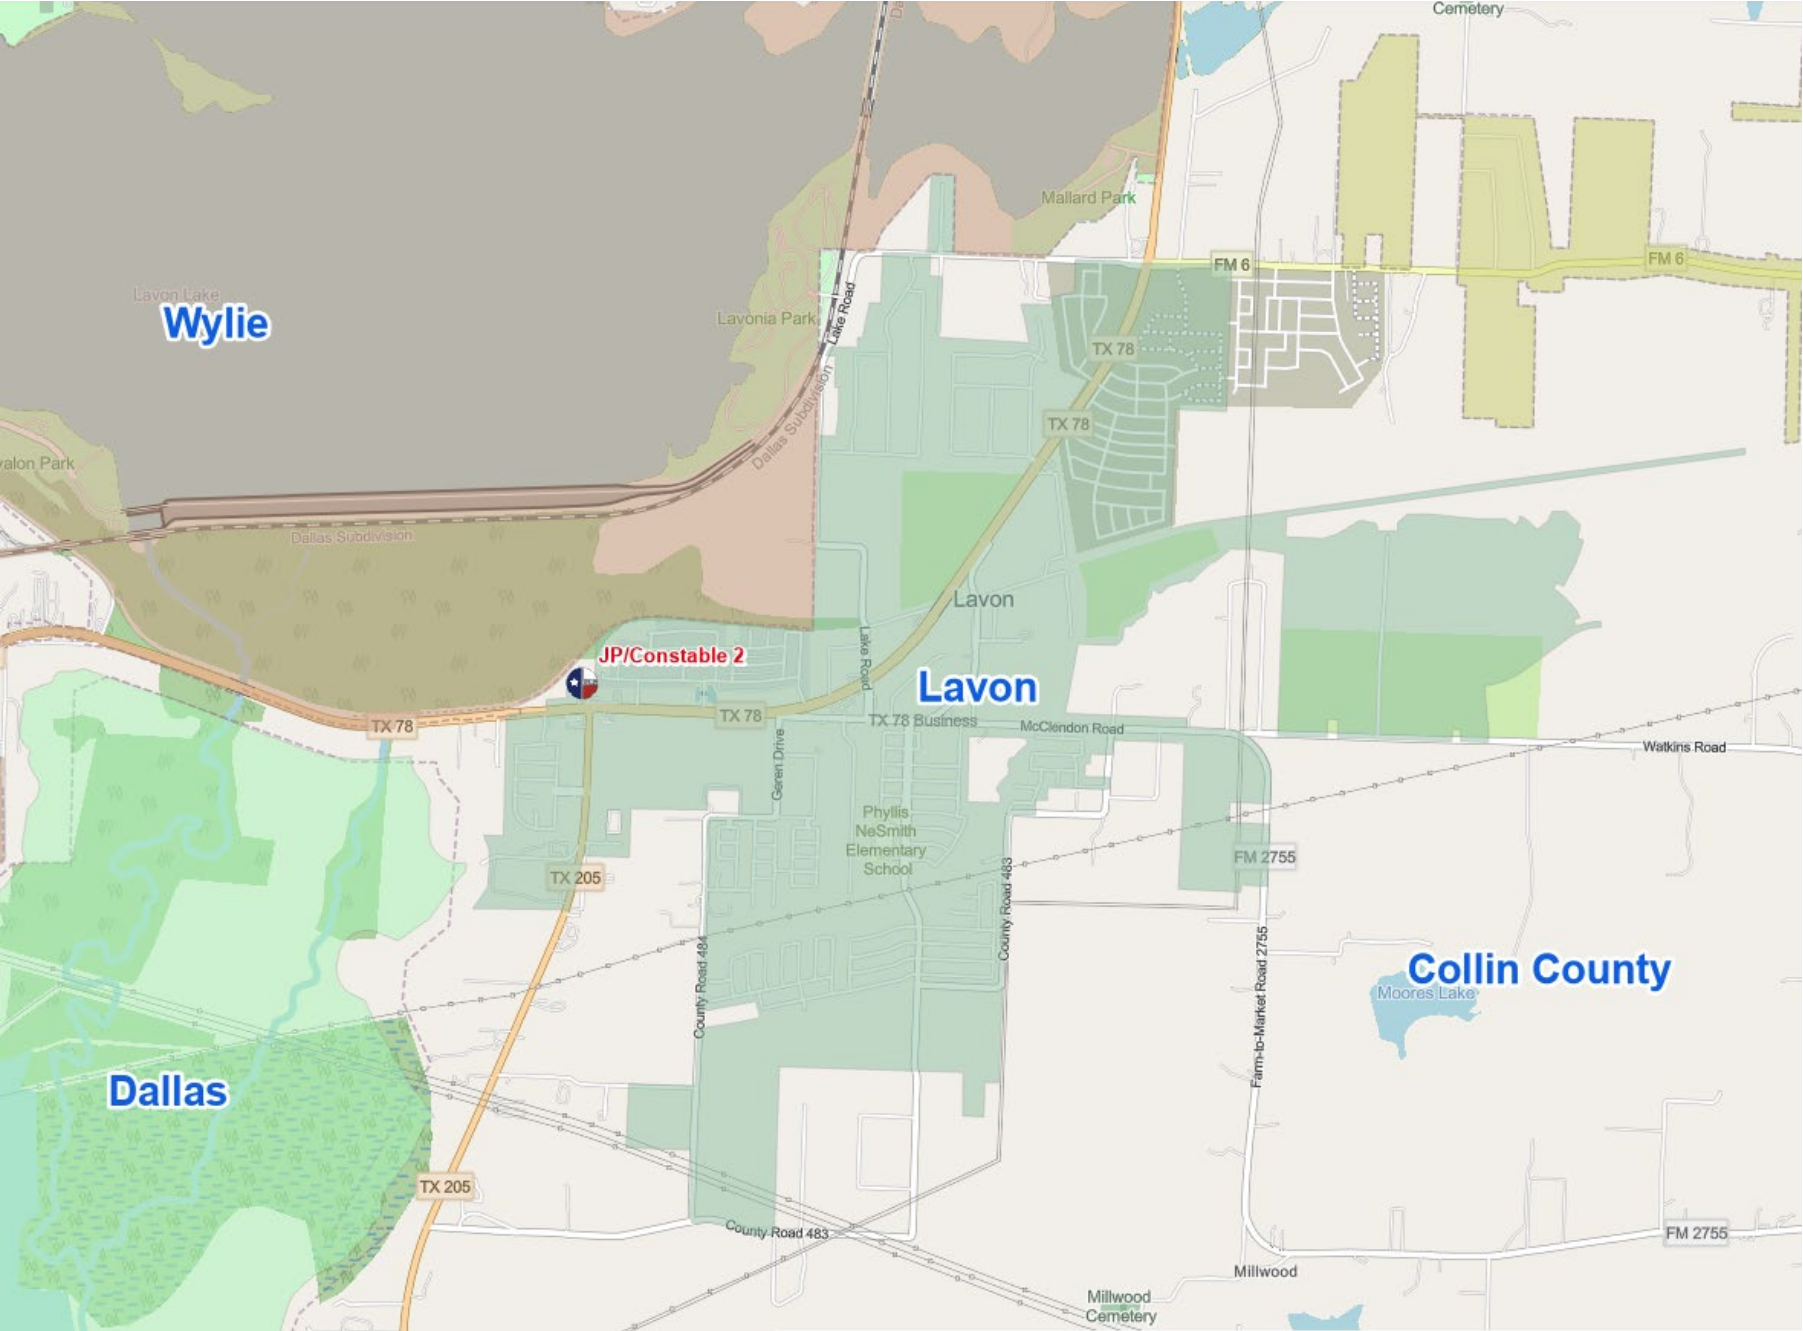 Cemetery
Da
Mallard Park
FM 6
FM 6
Lavon Lake
Wylie
Lavonia Park
Lake Road
TX 78
TX 78
Dallas Subdivision
valon Park
Dallas Subdivision
Lavon
JP/Constable 2
Lake Road
Lavon
TX 78
TX 78
TX 78 Business
McClendon Road
Watkins Road
Geren Drive
Phyllis
NeSmith
Elementary
School
FM 2755
TX 205
County Road 483
County Road 484
Farm-to-Market Road 2755
Collin County
Moores Lake
Dallas
TX 205
County Road 483
FM 2755
Millwood
Millwood
Cemetery